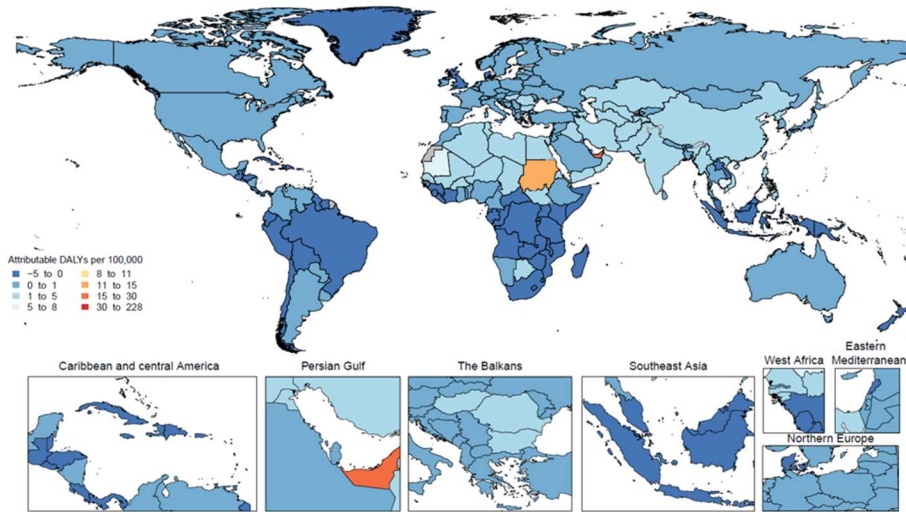 Attributable DALYs per 100,000
−5 to 0
0 to 1
1 to 5
5 to 8
8 to 11
11 to 15
15 to 30
30 to 228
Caribbean and central America
Persian Gulf
The Balkans
Southeast Asia
West Africa
Eastern
Mediterranean
Northern Europe